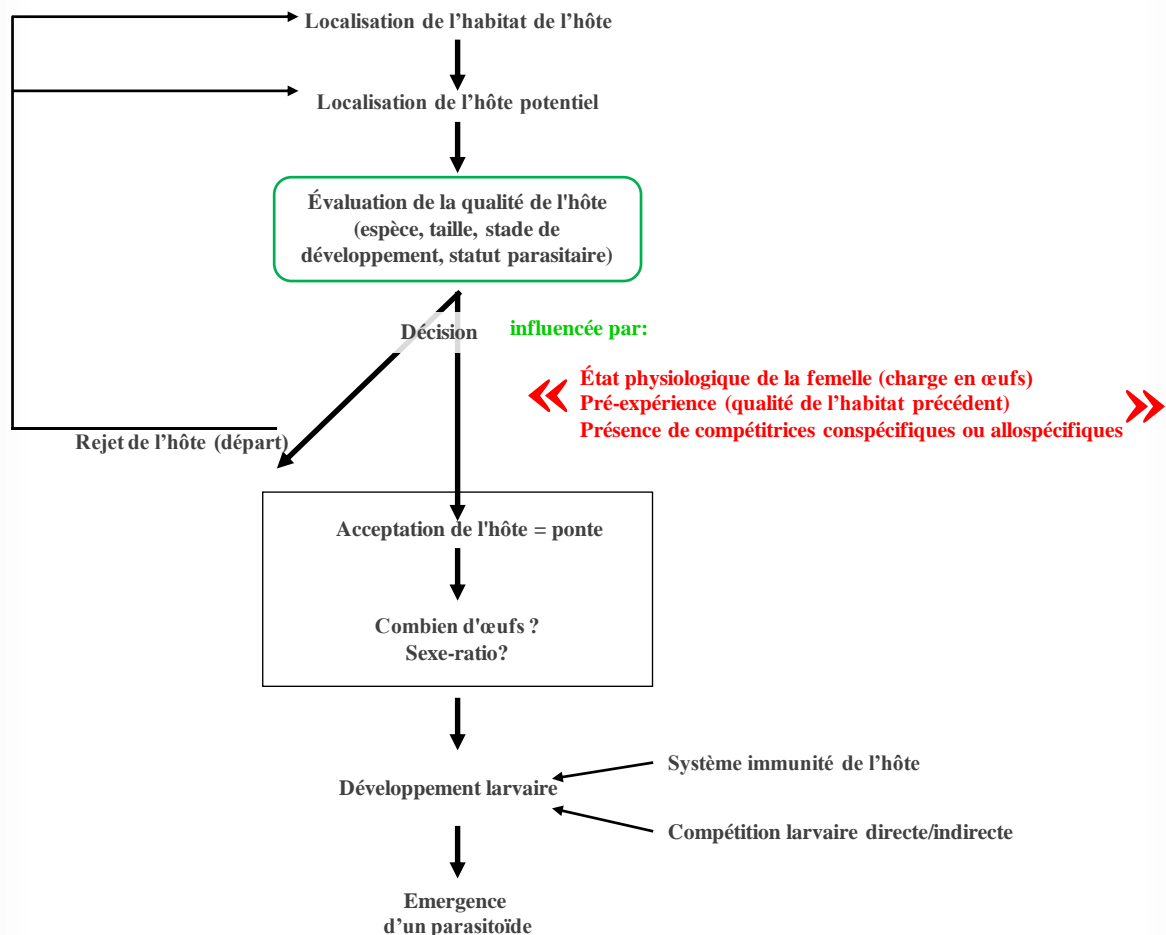 Localisation de l’habitat de l’hôte
Localisation de l’hôte potentiel
Évaluation de la qualité de l'hôte
(espèce, taille, stade de
développement, statut parasitaire)
Décision
influencée par:
« État physiologique de la femelle (charge en œufs)
Pré-expérience (qualité de l’habitat précédent)
Présence de compétitrices conspécifiques ou allospécifiques »
Rejet de l’hôte (départ)
Acceptation de l'hôte = ponte
Combien d'œufs ?
Sexe-ratio?
Développement larvaire
Système immunité de l’hôte
Compétition larvaire directe/indirecte
Emergence
d’un parasitoïde